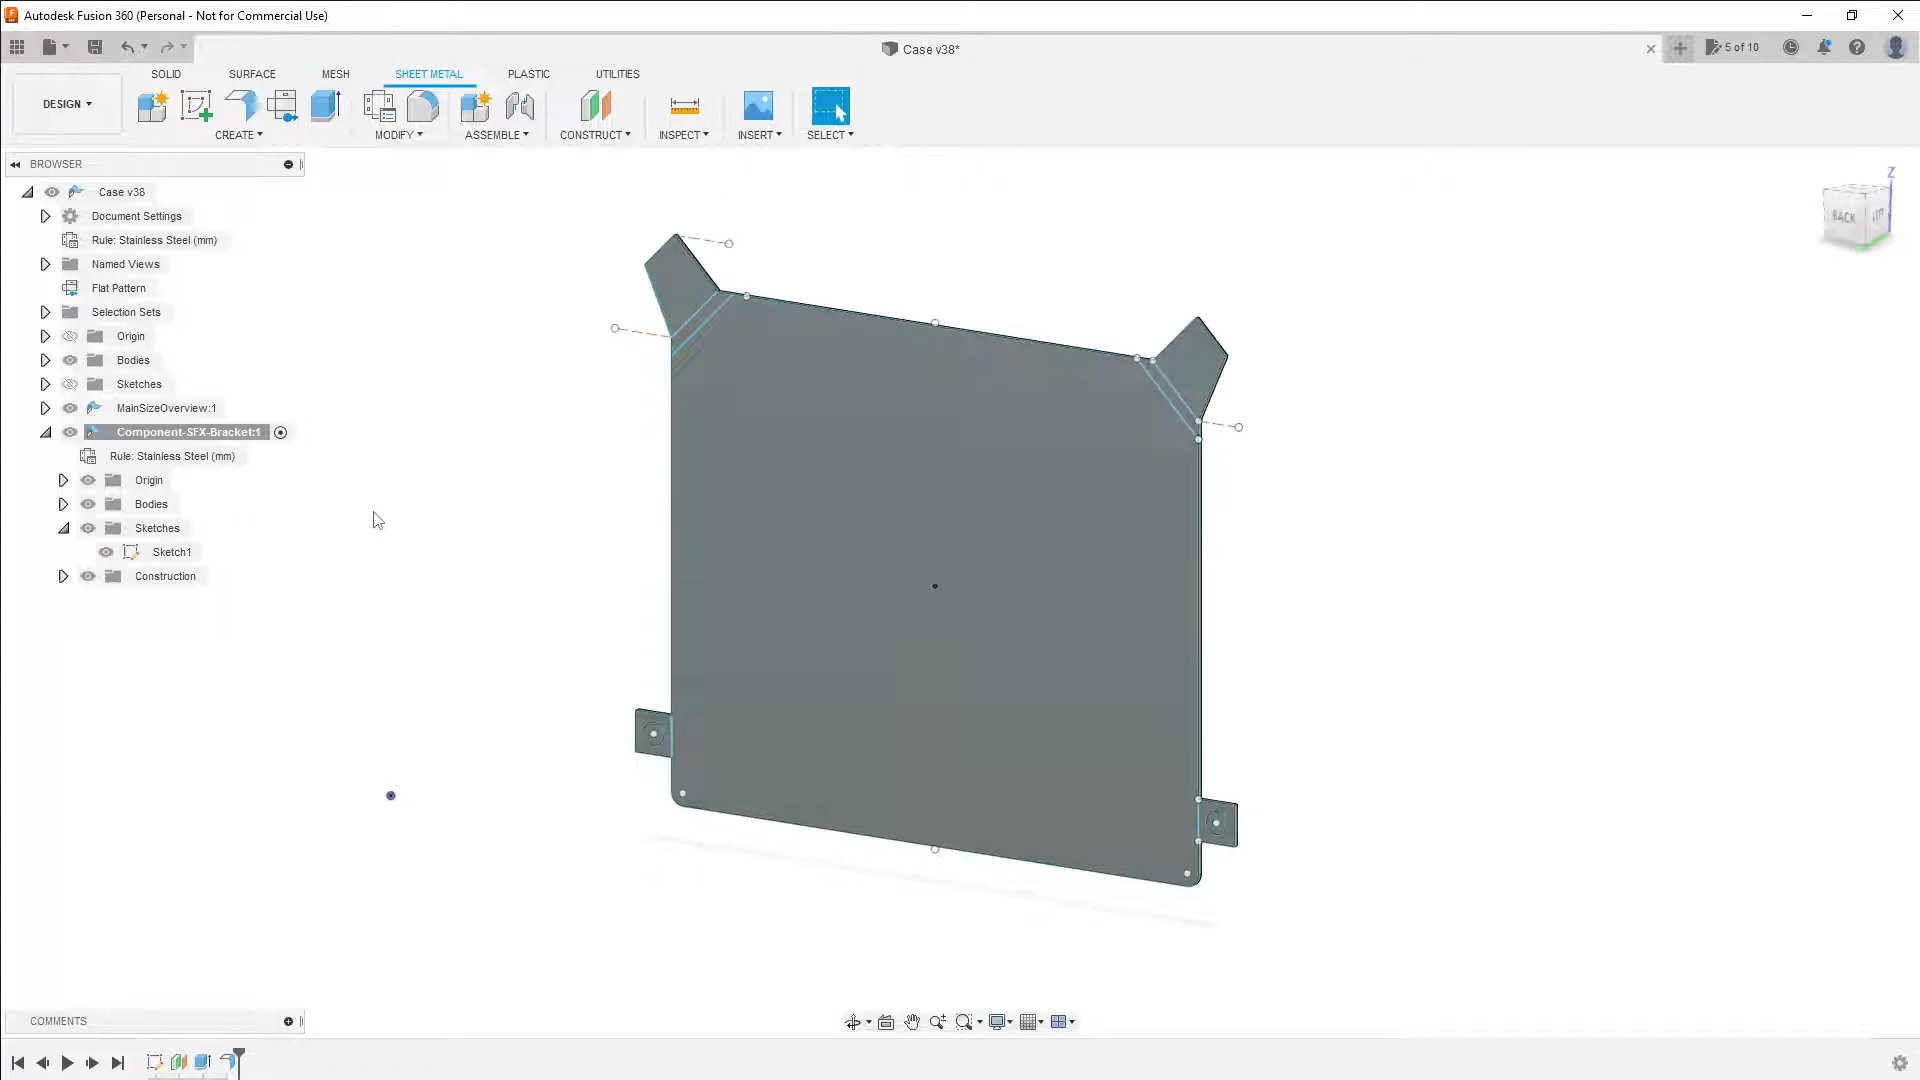 Autodesk Fusion 360 (Personal - Not for Commercial Use)
Case v38*
5 of 10
SOLID SURFACE MESH SHEET METAL PLASTIC UTILITIES
DESIGN
CREATE MODIFY ASSEMBLE CONSTRUCT INSPECT INSERT SELECT
BROWSER
Case v38
Document Settings
Rule: Stainless Steel (mm)
Named Views
Flat Pattern
Selection Sets
Origin
Bodies
Sketches
MainSizeOverview:1
Component-SFX-Bracket:1
Rule: Stainless Steel (mm)
Origin
Bodies
Sketches
Sketch1
Construction
Z
BACK
LEFT
COMMENTS